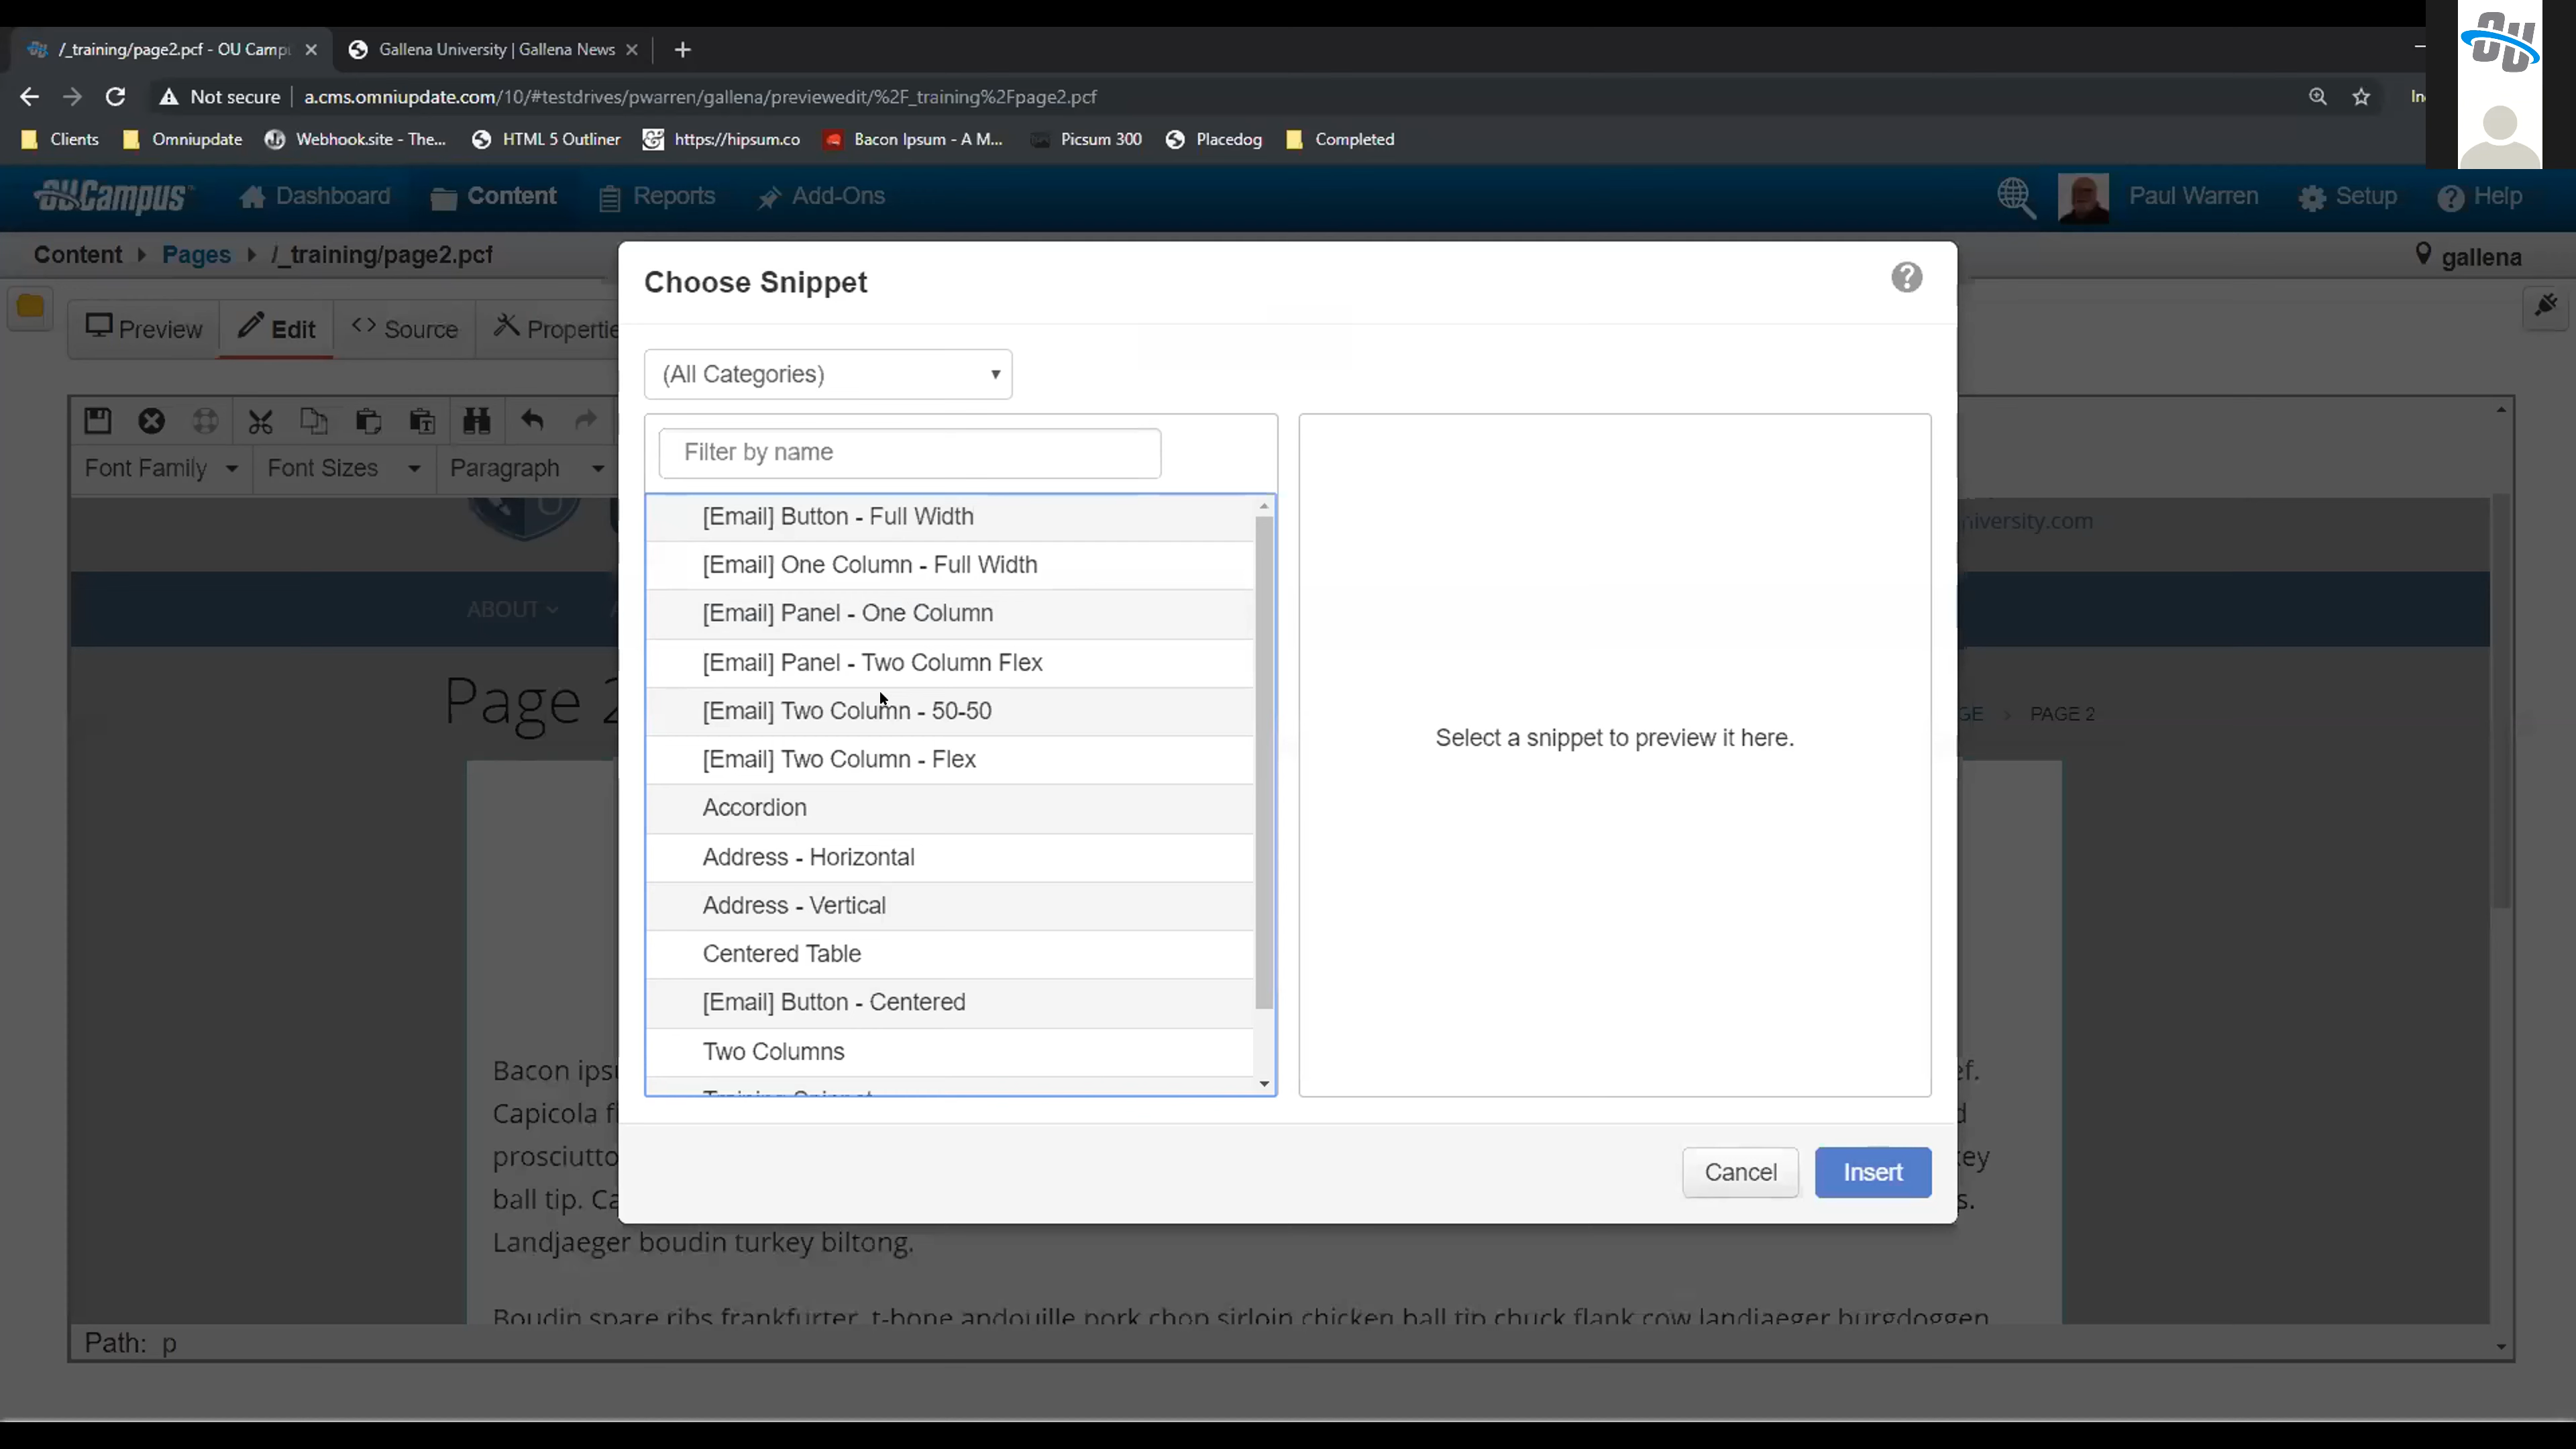 /_training/page2.pcf - OU Camp
Gallena University | Gallena News
Not secure
a.cms.omniupdate.com/10/#testdrives/pwarren/gallena/previewedit/%2F_training%2Fpage2.pcf
Clients
Omniupdate
Webhook.site - The...
HTML 5 Outliner
https://hipsum.co
Bacon Ipsum - A M...
Picsum 300
Placedog
Completed
OU
OUCampus
Dashboard
Content
Reports
Add-Ons
Paul Warren
Setup
Help
Content
Pages
/_training/page2.pcf
gallena
Preview
Edit
Source
Font Family
Font Sizes
Paragraph
ABOUT
Page 2
PAGE 2
Choose Snippet
(All Categories)
Filter by name
[Email] Button - Full Width
[Email] One Column - Full Width
[Email] Panel - One Column
[Email] Panel - Two Column Flex
[Email] Two Column - 50-50
[Email] Two Column - Flex
Accordion
Address - Horizontal
Address - Vertical
Centered Table
[Email] Button - Centered
Two Columns
Select a snippet to preview it here.
Cancel
Insert
Bacon
Capicola
prosciutto
ball tip.
Landjaeger boudin turkey biltong.
Boudin spare ribs frankfurter, t-bone andouille pork chop sirloin chicken ball tip chuck flank cow landjaeger burgdoggen
Path: p